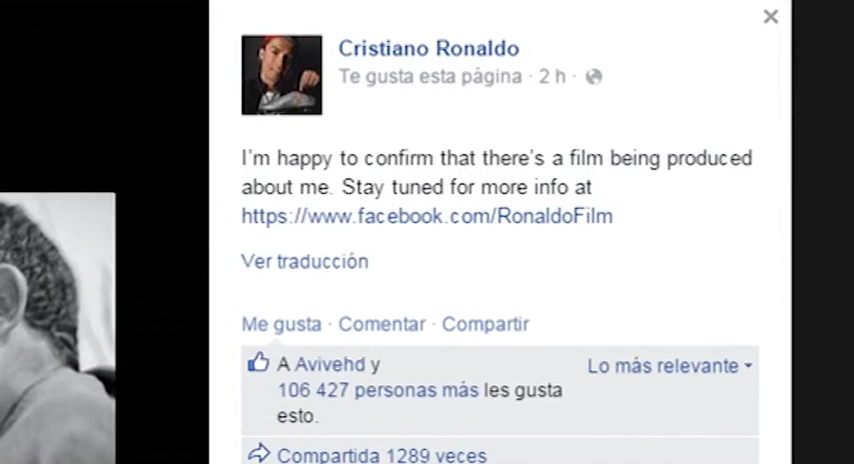 Cristiano Ronaldo
Te gusta esta página · 2 h ·
I'm happy to confirm that there's a film being produced
about me. Stay tuned for more info at
https://www.facebook.com/RonaldoFilm
Ver traducción
Me gusta · Comentar · Compartir
A Avivehd y
Lo más relevante
106 427 personas más les gusta
esto.
Compartida 1289 veces